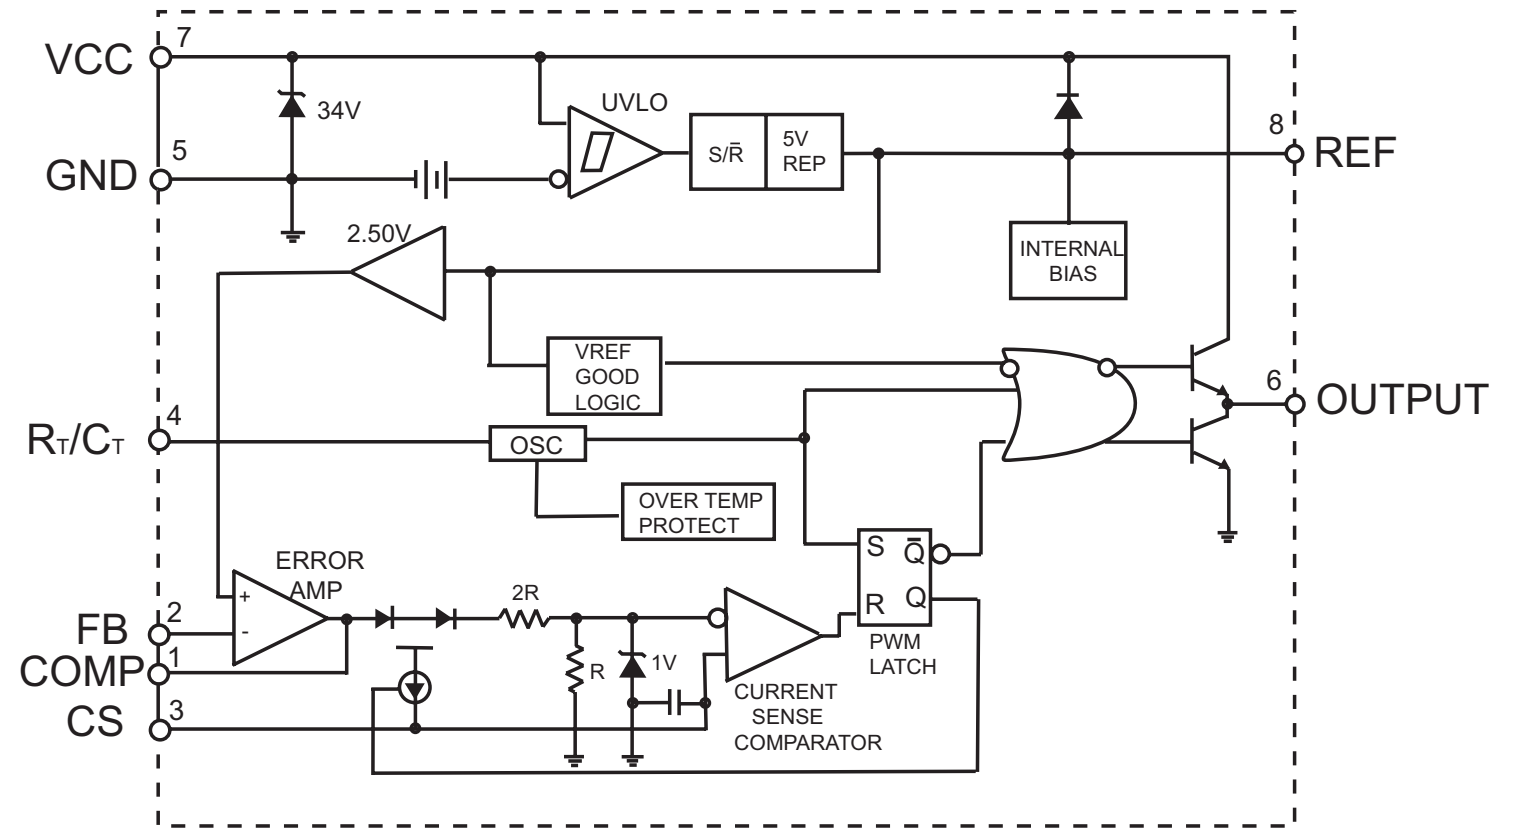 7
VCC
34V
UVLO
S/R̅
5V
REP
8
REF
5
GND
2.50V
INTERNAL
BIAS
VREF
GOOD
LOGIC
6
OUTPUT
4
RT/CT
OSC
OVER TEMP
PROTECT
S
Q̅
R
Q
PWM
LATCH
ERROR
AMP
+
-
2R
R
1V
2
FB
1
COMP
3
CS
CURRENT
SENSE
COMPARATOR